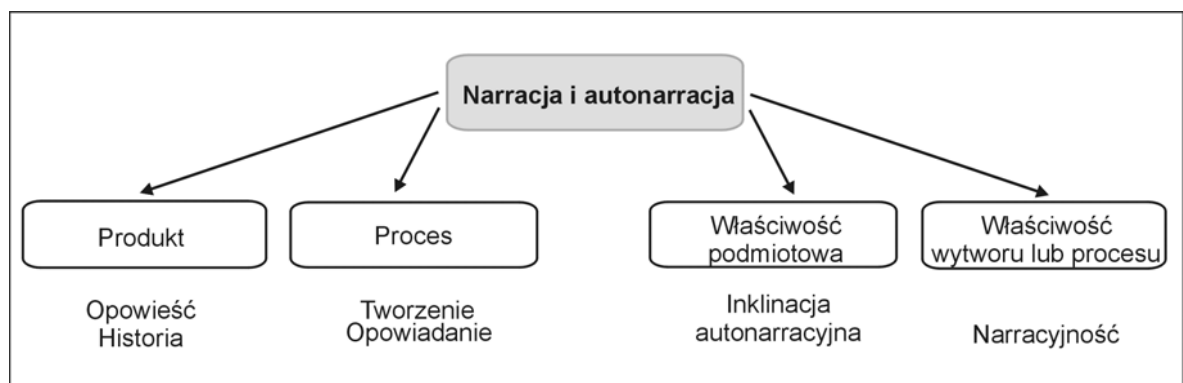 Narracja i autonarracja
Produkt
Proces
Właściwość
podmiotowa
Właściwość
wytworu lub procesu
Opowieść
Historia
Tworzenie
Opowiadanie
Inklinacja
autonarracyjna
Narracyjność